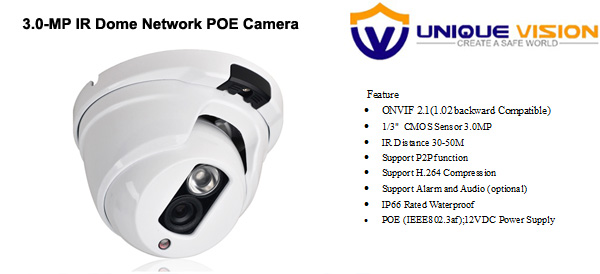 3.0-MP IR Dome Network POE Camera
UNIQUE VISION
CREATE A SAFE WORLD
Feature
• ONVIF 2.1(1.02 backward Compatible)
• 1/3" CMOS Sensor 3.0MP
• IR Distance 30-50M
• Support P2P function
• Support H.264 Compression
• Support Alarm and Audio (optional)
• IP66 Rated Waterproof
• POE (IEEE802.3af);12VDC Power Supply